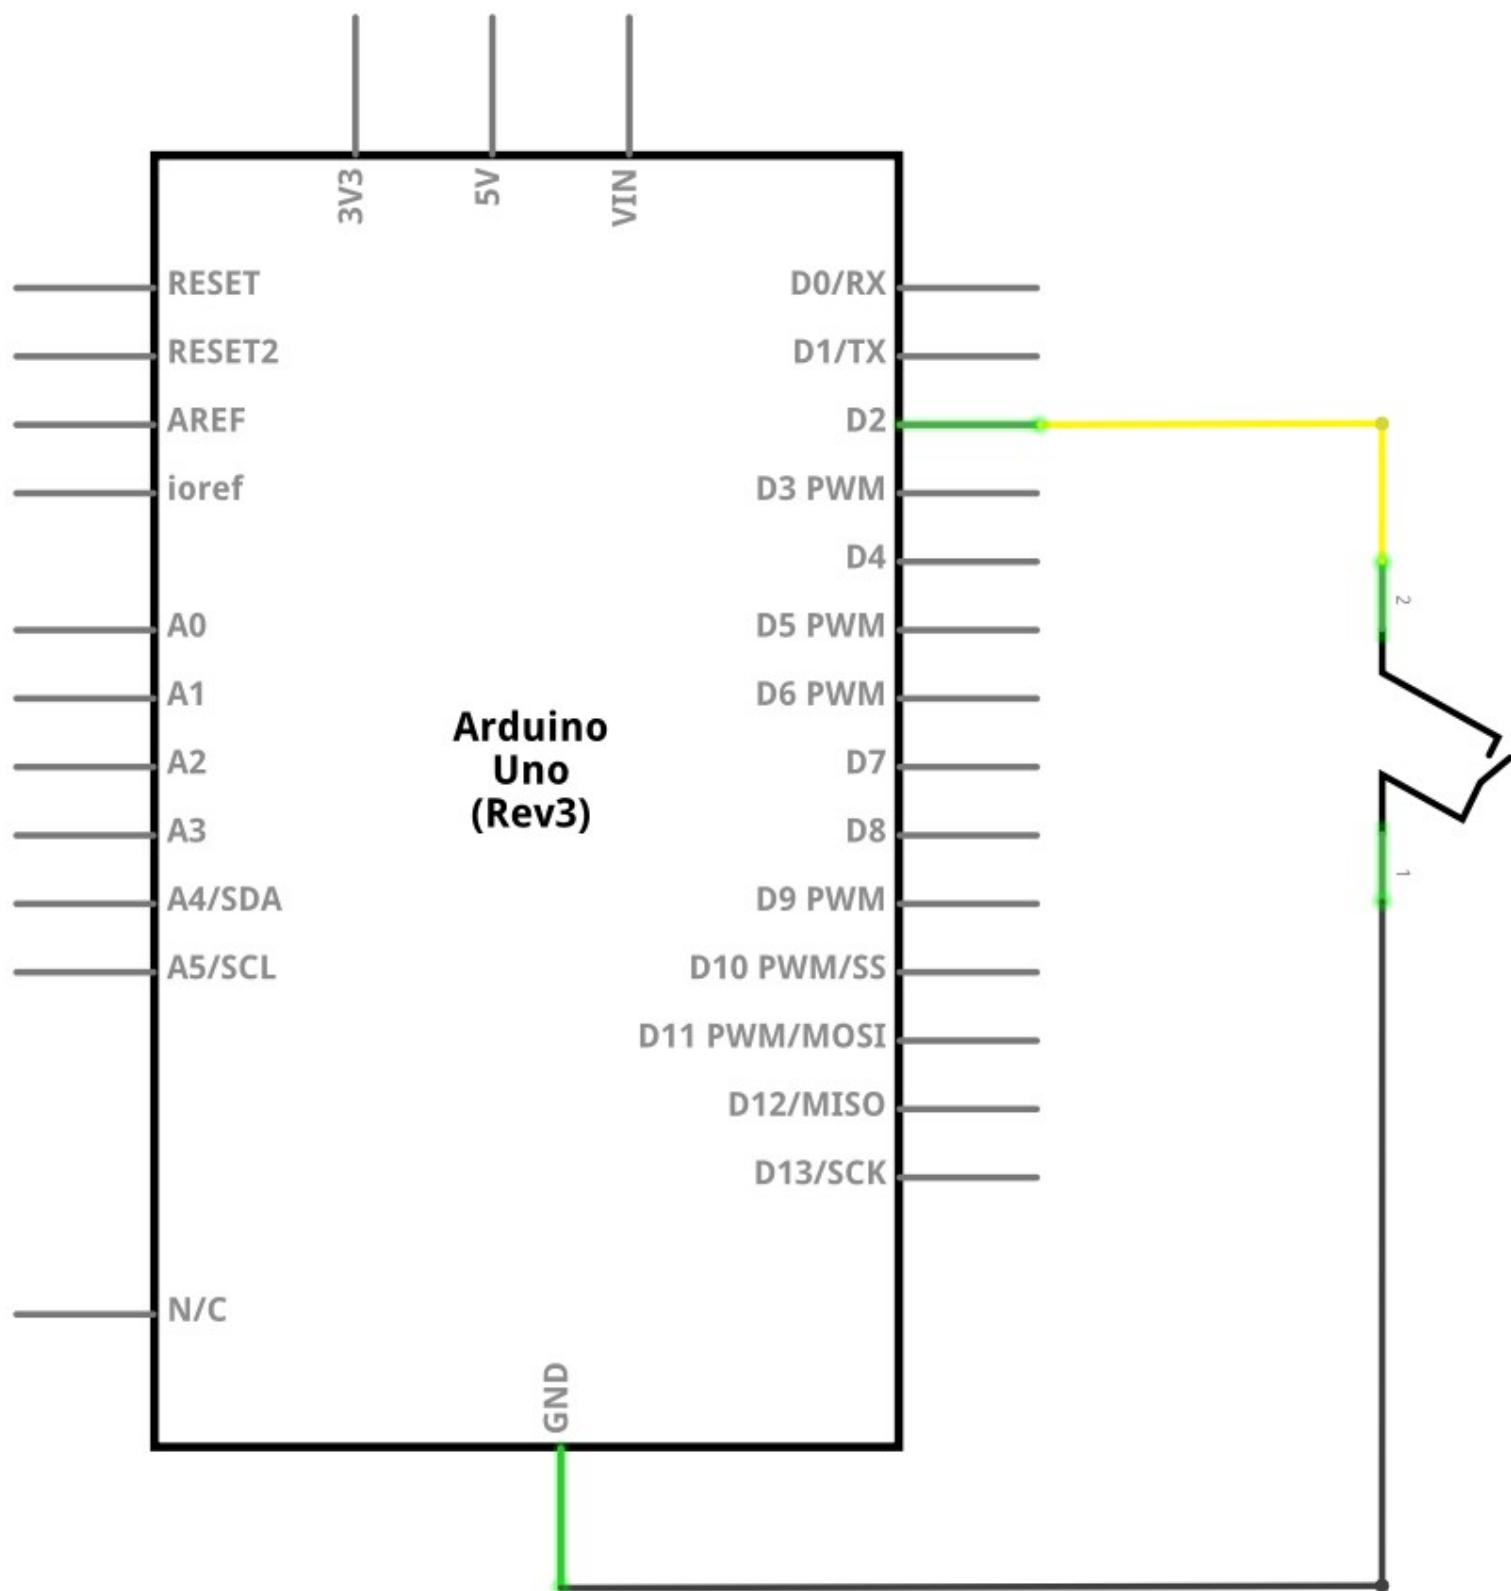 3V3
5V
VIN
RESET
RESET2
AREF
ioref
A0
A1
A2
A3
A4/SDA
A5/SCL
N/C
Arduino
Uno
(Rev3)
D0/RX
D1/TX
D2
D3 PWM
D4
D5 PWM
D6 PWM
D7
D8
D9 PWM
D10 PWM/SS
D11 PWM/MOSI
D12/MISO
D13/SCK
GND
2
1